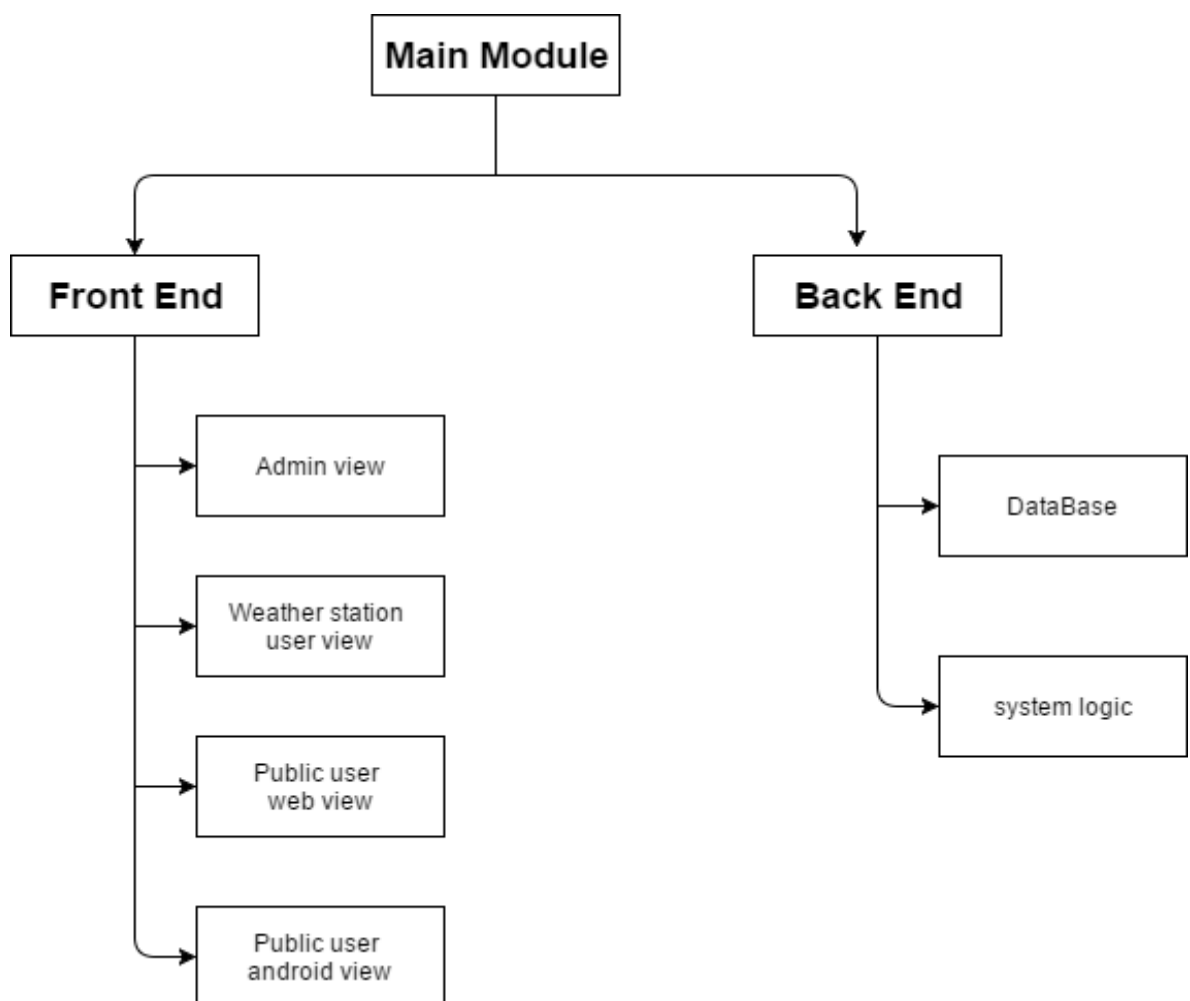 Main Module
Front End
Back End
Admin view
DataBase
Weather station
user view
system logic
Public user
web view
Public user
android view